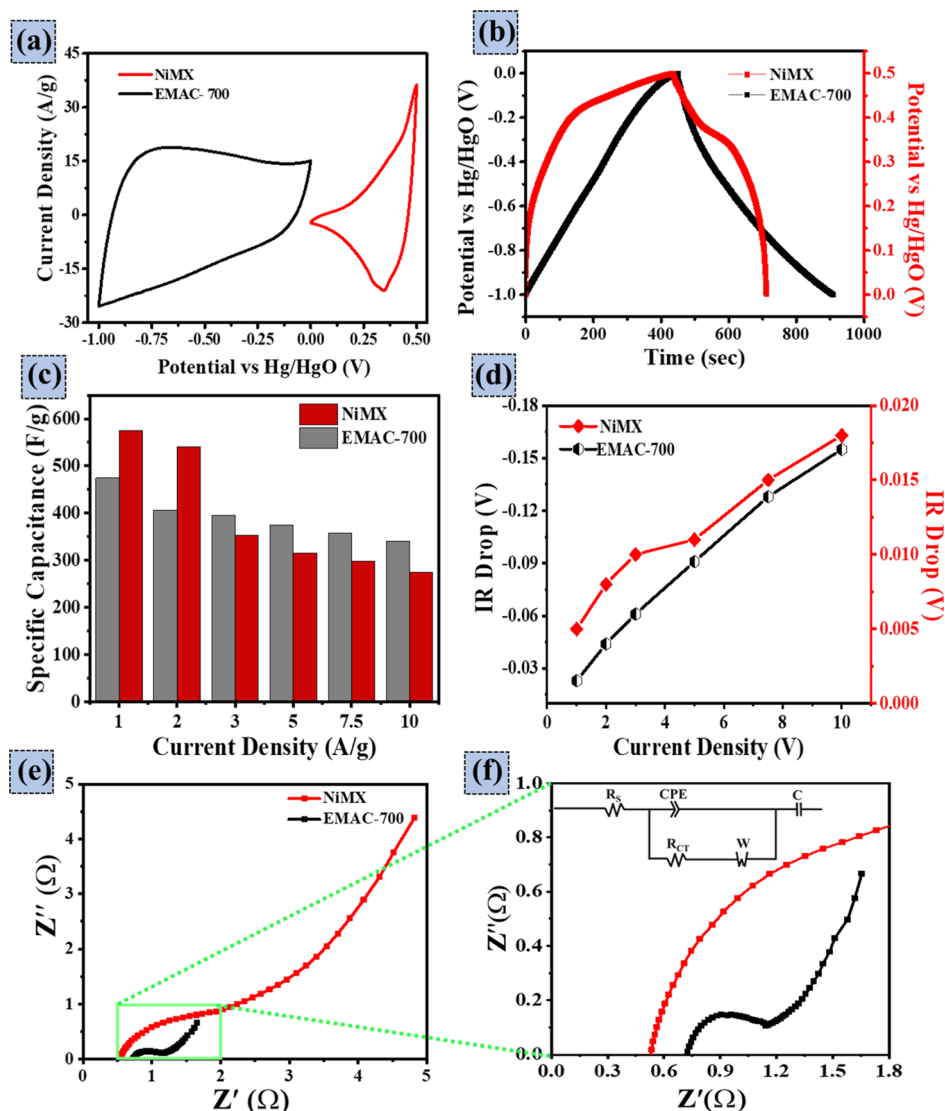 (a)
Current Density (A/g)
45
30
15
0
-15
-30
NiMX
EMAC- 700
-1.00 -0.75 -0.50 -0.25 0.00 0.25 0.50
Potential vs Hg/HgO (V)
(b)
Potential vs Hg/HgO (V)
0.0
-0.2
-0.4
-0.6
-0.8
-1.0
NiMX
EMAC-700
0.5
0.4
0.3
0.2
0.1
0.0
Potential vs Hg/HgO (V)
0 200 400 600 800 1000
Time (sec)
(c)
Specific Capacitance (F/g)
600
500
400
300
200
100
0
NiMX
EMAC-700
1 2 3 5 7.5 10
Current Density (A/g)
(d)
IR Drop (V)
-0.18
-0.15
-0.12
-0.09
-0.06
-0.03
NiMX
EMAC-700
0.020
0.015
0.010
0.005
0.000
IR Drop (V)
0 2 4 6 8 10
Current Density (V)
(e)
Z′′ (Ω)
5
4
3
2
1
0
NiMX
EMAC-700
0 1 2 3 4 5
Z′ (Ω)
(f)
Z′′(Ω)
1.0
0.8
0.6
0.4
0.2
0.0
RS CPE C
RCT W
0.0 0.3 0.6 0.9 1.2 1.5 1.8
Z′(Ω)